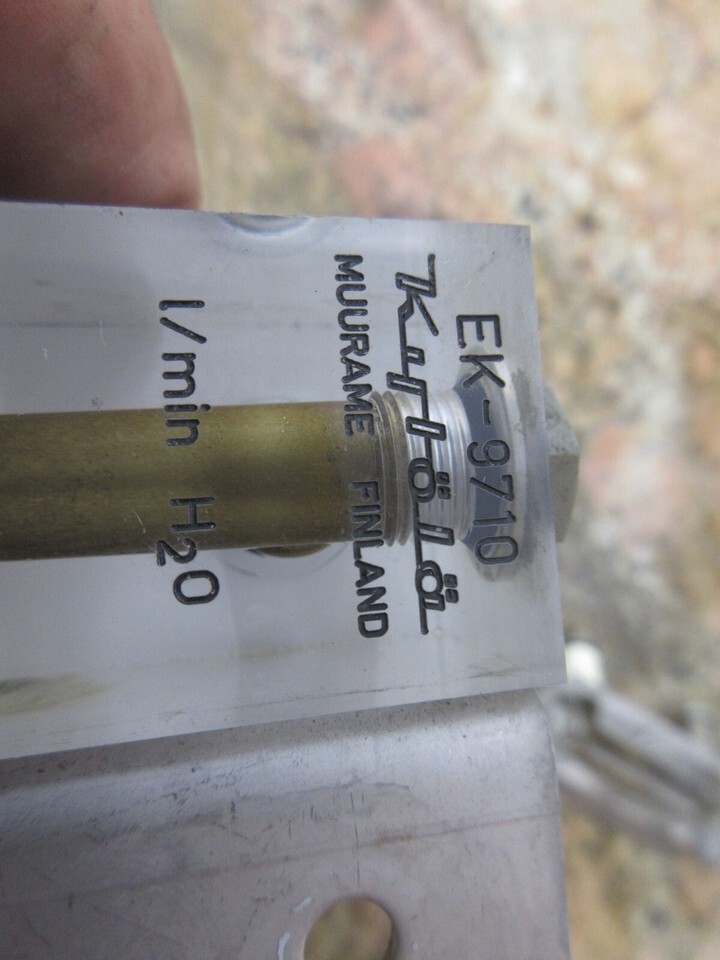 EK-9710
Kytölä
MUURAME FINLAND
l/min H₂O